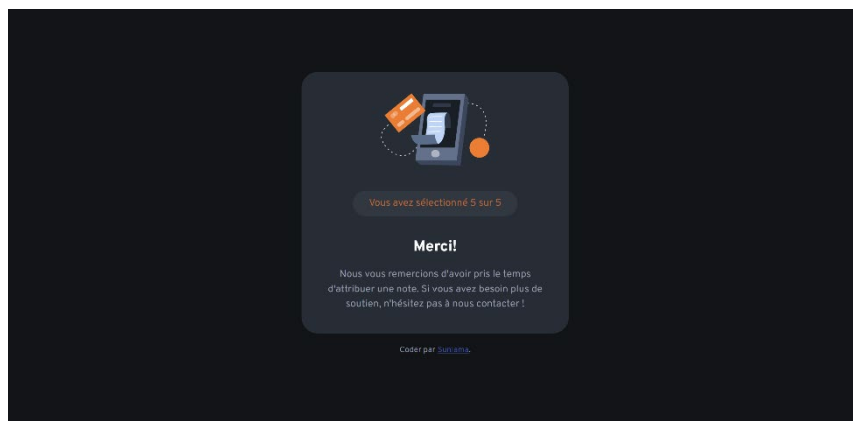 Vous avez sélectionné 5 sur 5
Merci!
Nous vous remercions d'avoir pris le temps
d'attribuer une note. Si vous avez besoin plus de
soutien, n'hésitez pas à nous contacter !
Coder par